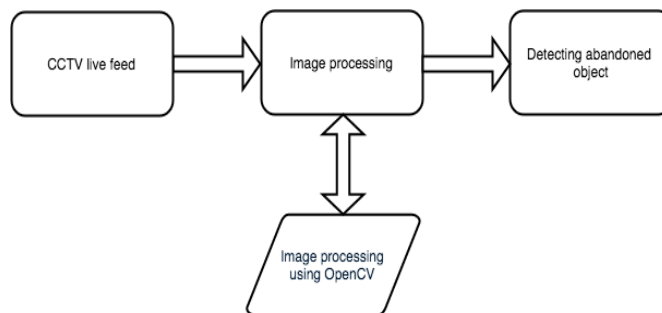 CCTV live feed
Image processing
Detecting abandoned
object
Image processing
using OpenCV